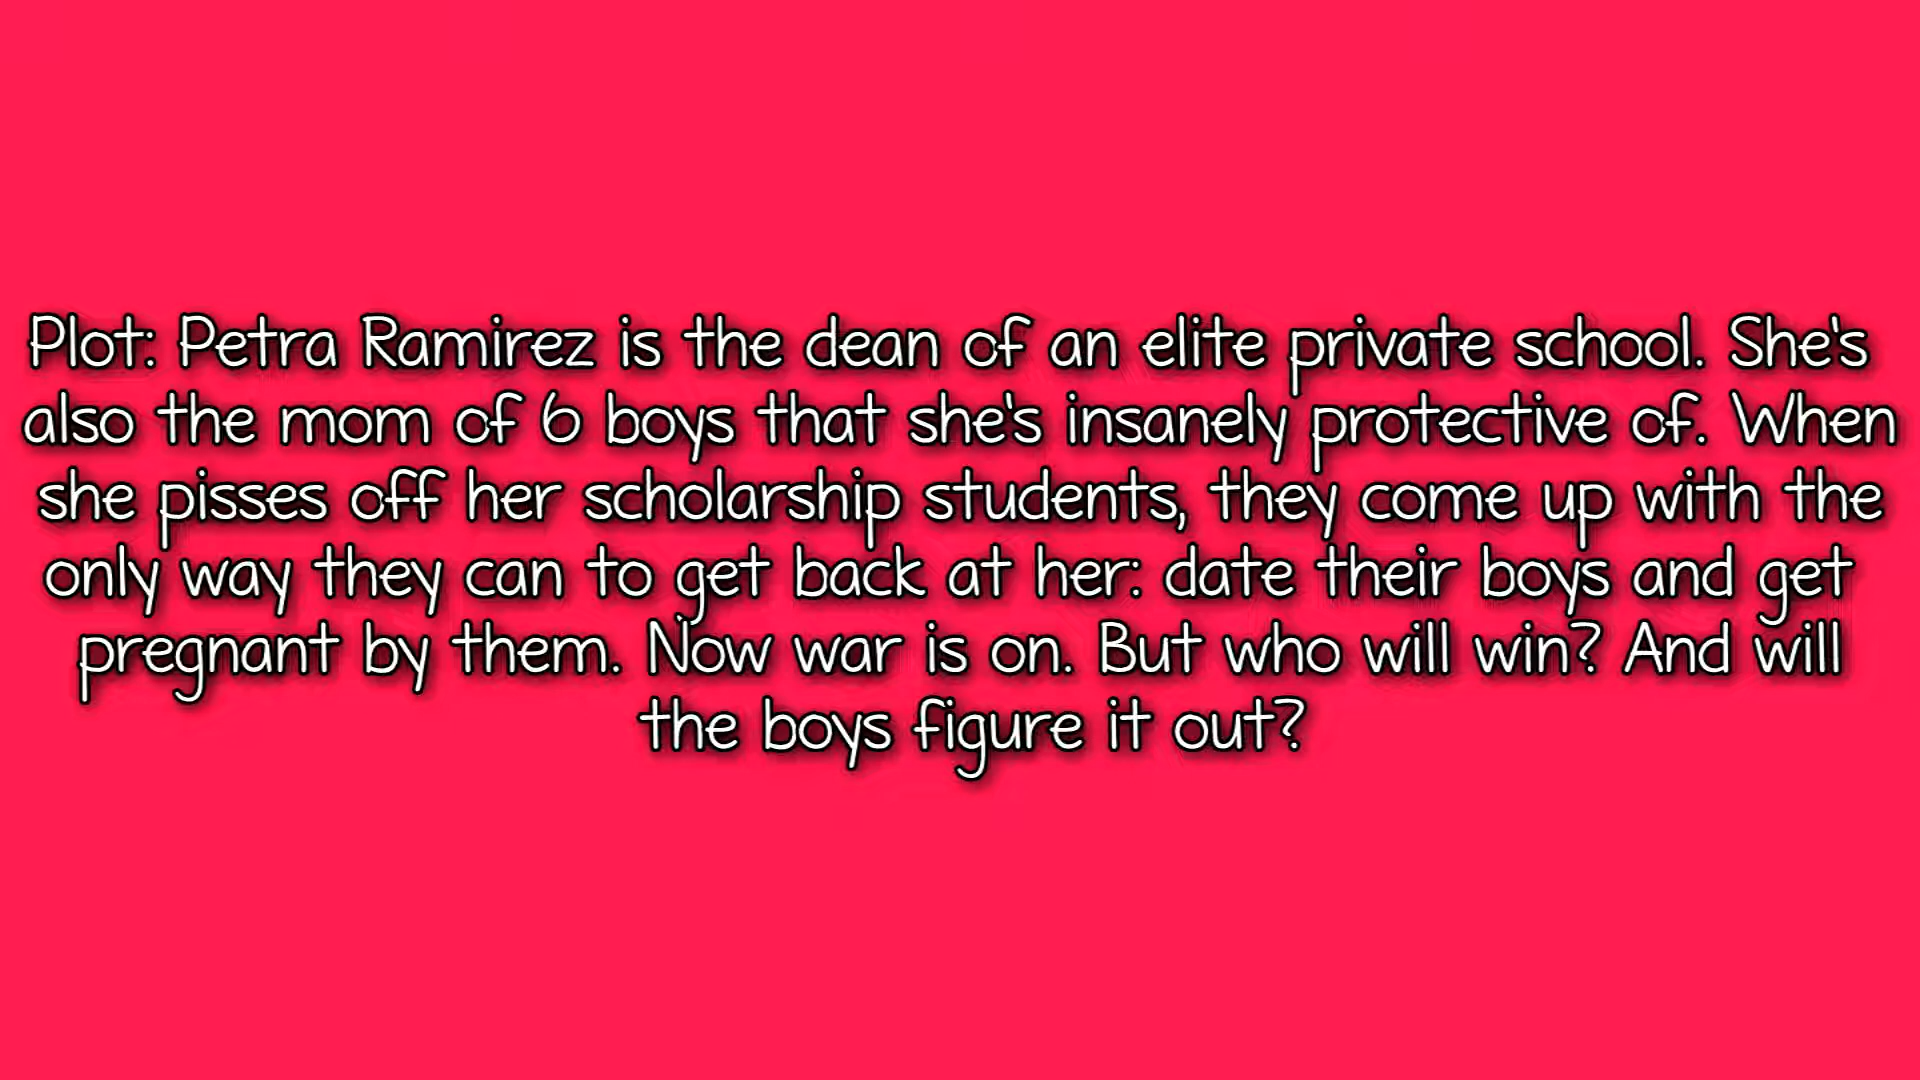 Plot: Petra Ramirez is the dean of an elite private school. She's
also the mom of 6 boys that she's insanely protective of. When
she pisses off her scholarship students, they come up with the
only way they can to get back at her: date their boys and get
pregnant by them. Now war is on. But who will win? And will
the boys figure it out?